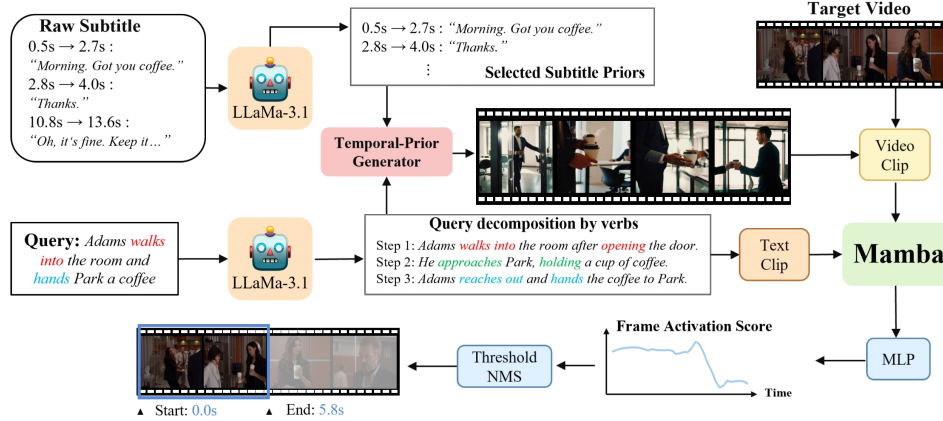 Raw Subtitle
0.5s → 2.7s :
“Morning. Got you coffee.”
2.8s → 4.0s :
“Thanks.”
10.8s → 13.6s :
“Oh, it's fine. Keep it…”
LLaMa-3.1
0.5s → 2.7s : “Morning. Got you coffee.”
2.8s → 4.0s : “Thanks.”
⋮
Selected Subtitle Priors
Target Video
Temporal-Prior
Generator
Video
Clip
Query: Adams walks
into the room and
hands Park a coffee
LLaMa-3.1
Query decomposition by verbs
Step 1: Adams walks into the room after opening the door.
Step 2: He approaches Park, holding a cup of coffee.
Step 3: Adams reaches out and hands the coffee to Park.
Text
Clip
Mamba
MLP
Frame Activation Score
Time
Threshold
NMS
▲ Start: 0.0s
▲ End: 5.8s